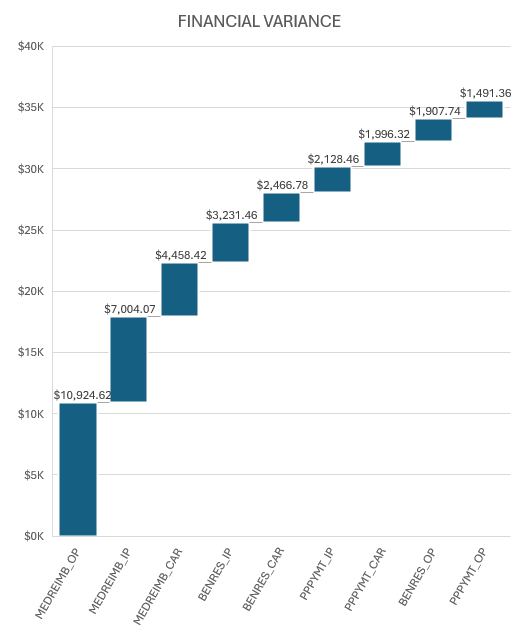 FINANCIAL VARIANCE
$40K
$35K
$30K
$25K
$20K
$15K
$10K
$5K
$0K
$10,924.62
$7,004.07
$4,458.42
$3,231.46
$2,466.78
$2,128.46
$1,996.32
$1,907.74
$1,491.36
MEDREIMB_OP
MEDREIMB_IP
MEDREIMB_CAR
BENRES_IP
BENRES_CAR
PPPYMT_IP
PPPYMT_CAR
BENRES_OP
PPPYMT_OP